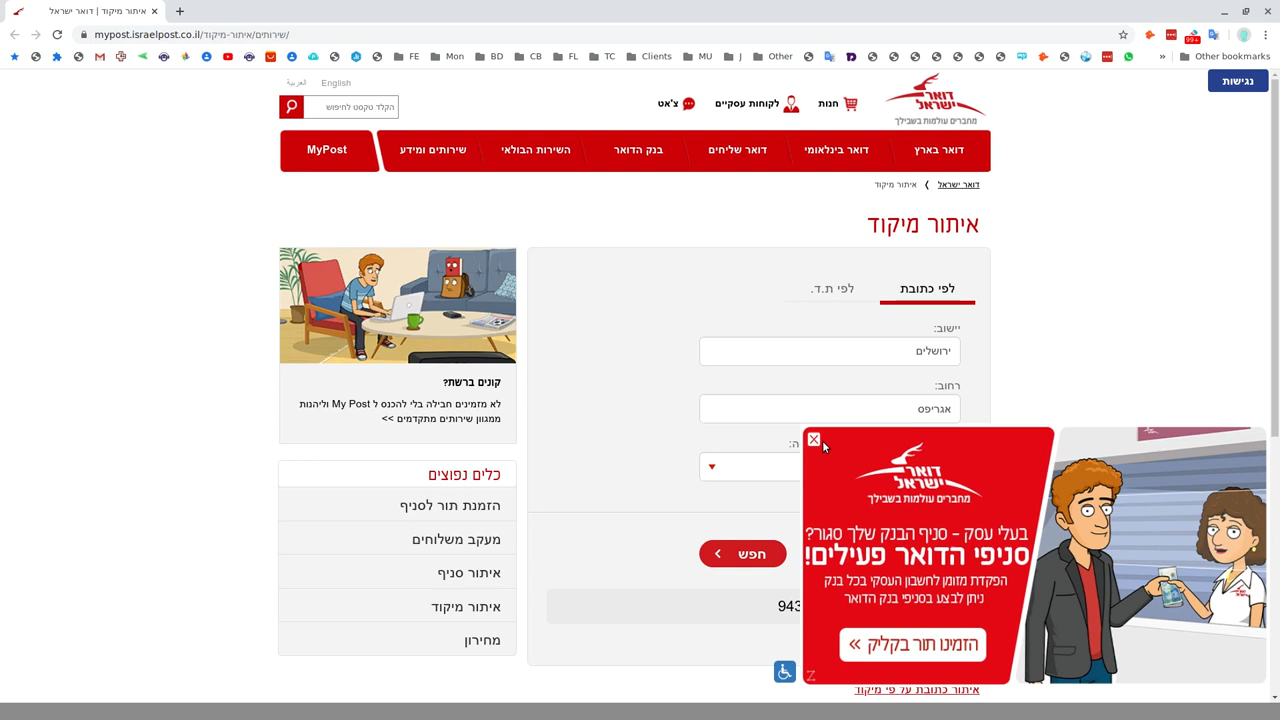 איתור מיקוד | דואר ישראל
mypost.israelpost.co.il/שירותים/איתור-מיקוד/
99+
FE
Mon
BD
CB
FL
TC
Clients
MU
J
Other
Other bookmarks
נגישות
العربية
English
הקלד טקסט לחיפוש
צ'אט
לקוחות עסקיים
חנות
דואר ישראל
מחברים עולמות בשבילך
דואר בארץ
דואר בינלאומי
דואר שליחים
בנק הדואר
השירות הבולאי
שירותים ומידע
MyPost
דואר ישראל
איתור מיקוד
איתור מיקוד
לפי כתובת
לפי ת.ד.
יישוב:
ירושלים
רחוב:
אגריפס
ה:
חפש
943
קונים ברשת?
לא מזמינים חבילה בלי להכנס ל My Post וליהנות
ממגוון שירותים מתקדמים >>
כלים נפוצים
הזמנת תור לסניף
מעקב משלוחים
איתור סניף
איתור מיקוד
מחירון
דואר
ישראל
מחברים עולמות בשבילך
בעלי עסק - סניף הבנק שלך סגור?
סניפי הדואר פעילים!
הפקדת מזומן לחשבון העסקי בכל בנק
ניתן לבצע בסניפי בנק הדואר
הזמינו תור בקליק »
איתור כתובת על פי מיקוד